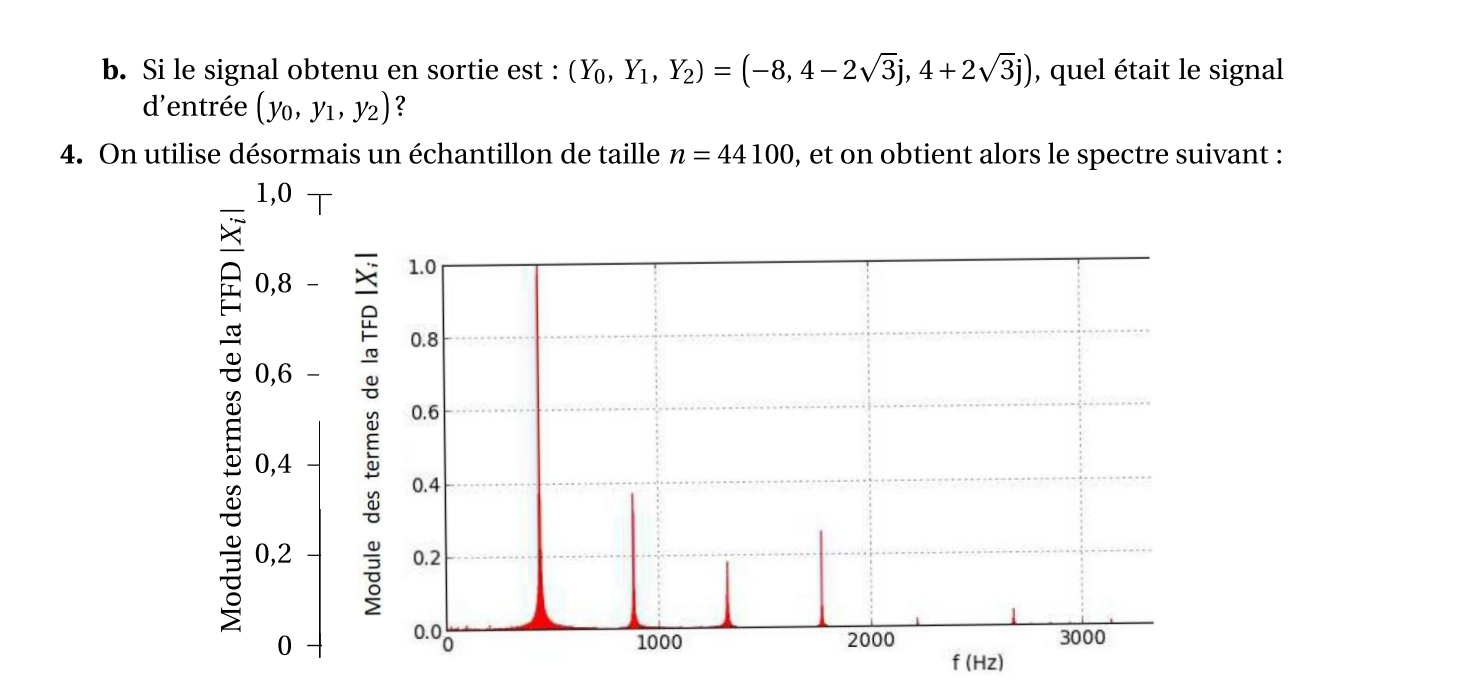 b. Si le signal obtenu en sortie est : (Y₀, Y₁, Y₂) = (−8, 4 − 2√3j, 4 + 2√3j), quel était le signal
d'entrée (y₀, y₁, y₂) ?
4. On utilise désormais un échantillon de taille n = 44 100, et on obtient alors le spectre suivant :
Module des termes de la TFD |Xᵢ|
1,0
0,8
0,6
0,4
0,2
0
Module des termes de la TFD |Xᵢ|
1.0
0.8
0.6
0.4
0.2
0.0
0 1000 2000 3000
f (Hz)